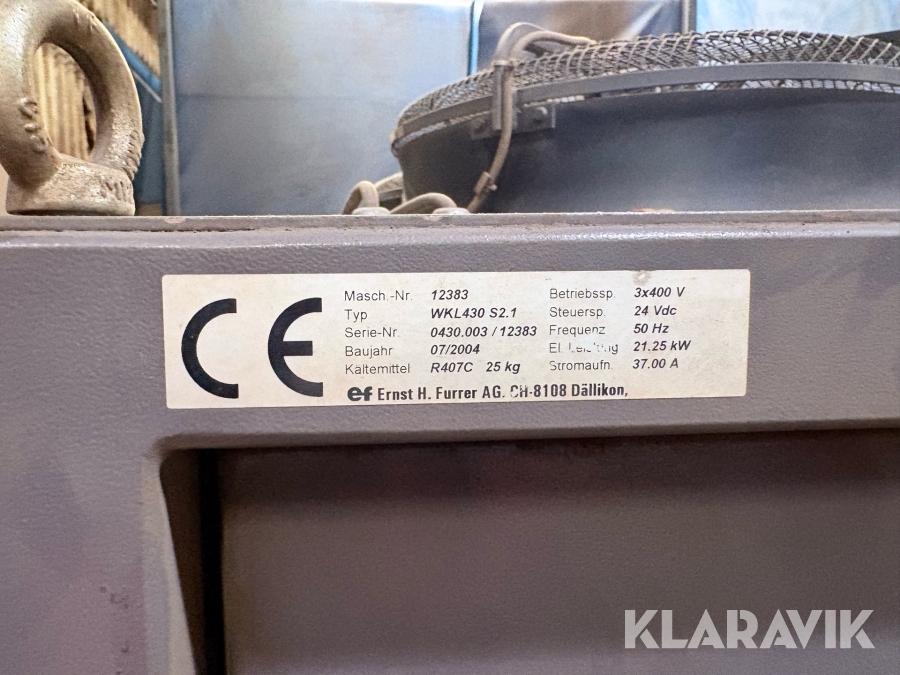 CE
Masch.-Nr. 12383 Betriebssp. 3x400 V
Typ WKL430 S2.1 Steuersp. 24 Vdc
Serie-Nr. 0430.003 / 12383 Frequenz 50 Hz
Baujahr 07/2004 El. Leistung 21.25 kW
Kältemittel R407C 25 kg Stromaufn. 37.00 A
ef Ernst H. Furrer AG. CH-8108 Dällikon,
KLARAVIK